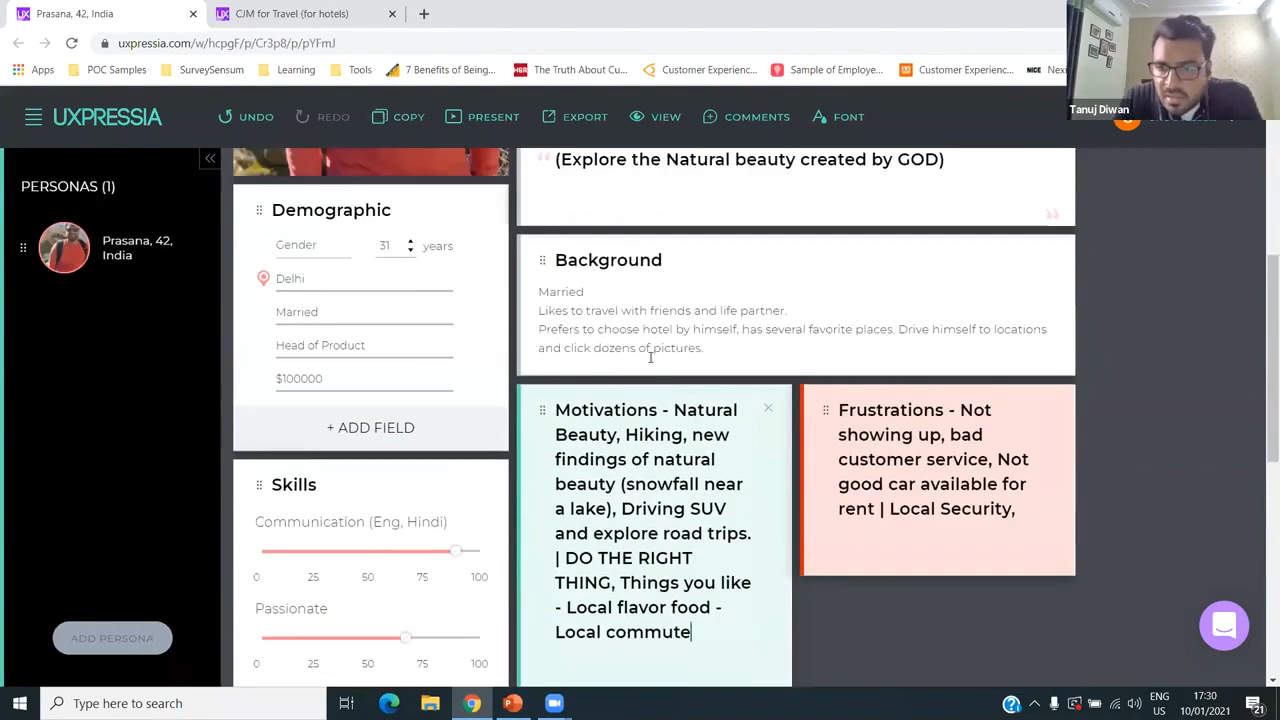 Prasana, 42, India
CJM for Travel (for hotels)
uxpressia.com/w/hcpgF/p/Cr3p8/p/pYFmJ
Apps
POC Samples
SurveySensum
Learning
Tool
7 Benefits of Being...
The Truth About Cu...
Customer Experienc...
Sample of Employe...
Customer Experienc...
NICE
Nexi
Tanuj Diwan
UXPRESSIA
UNDO
REDO
COPY
PRESENT
EXPORT
VIEW
COMMENTS
FONT
PERSONAS (1)
Prasana, 42,
India
Demographic
Gender
31
years
Delhi
Married
Head of Product
$100000
+ ADD FIELD
Skills
Communication (Eng, Hindi)
0 25 50 75 100
Passionate
0 25 50 75 100
(Explore the Natural beauty created by GOD)
Background
Married
Likes to travel with friends and life partner.
Prefers to choose hotel by himself, has several favorite places. Drive himself to locations
and click dozens of pictures.
Motivations - Natural
Beauty, Hiking, new
findings of natural
beauty (snowfall near
a lake), Driving SUV
and explore road trips.
| DO THE RIGHT
THING, Things you like
- Local flavor food -
Local commute
Frustrations - Not
showing up, bad
customer service, Not
good car available for
rent | Local Security,
ADD PERSONA
Type here to search
ENG
US
17:30
10/01/2021
21